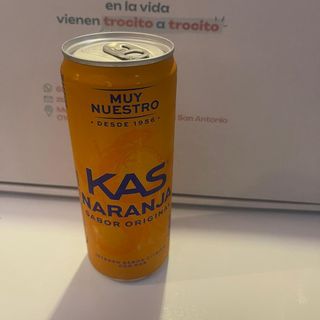 en la vida
vienen trocito a trocito
San Antonio
MUY
NUESTRO
· DESDE 1956 ·
KAS
NARANJA
SABOR ORIGINAL